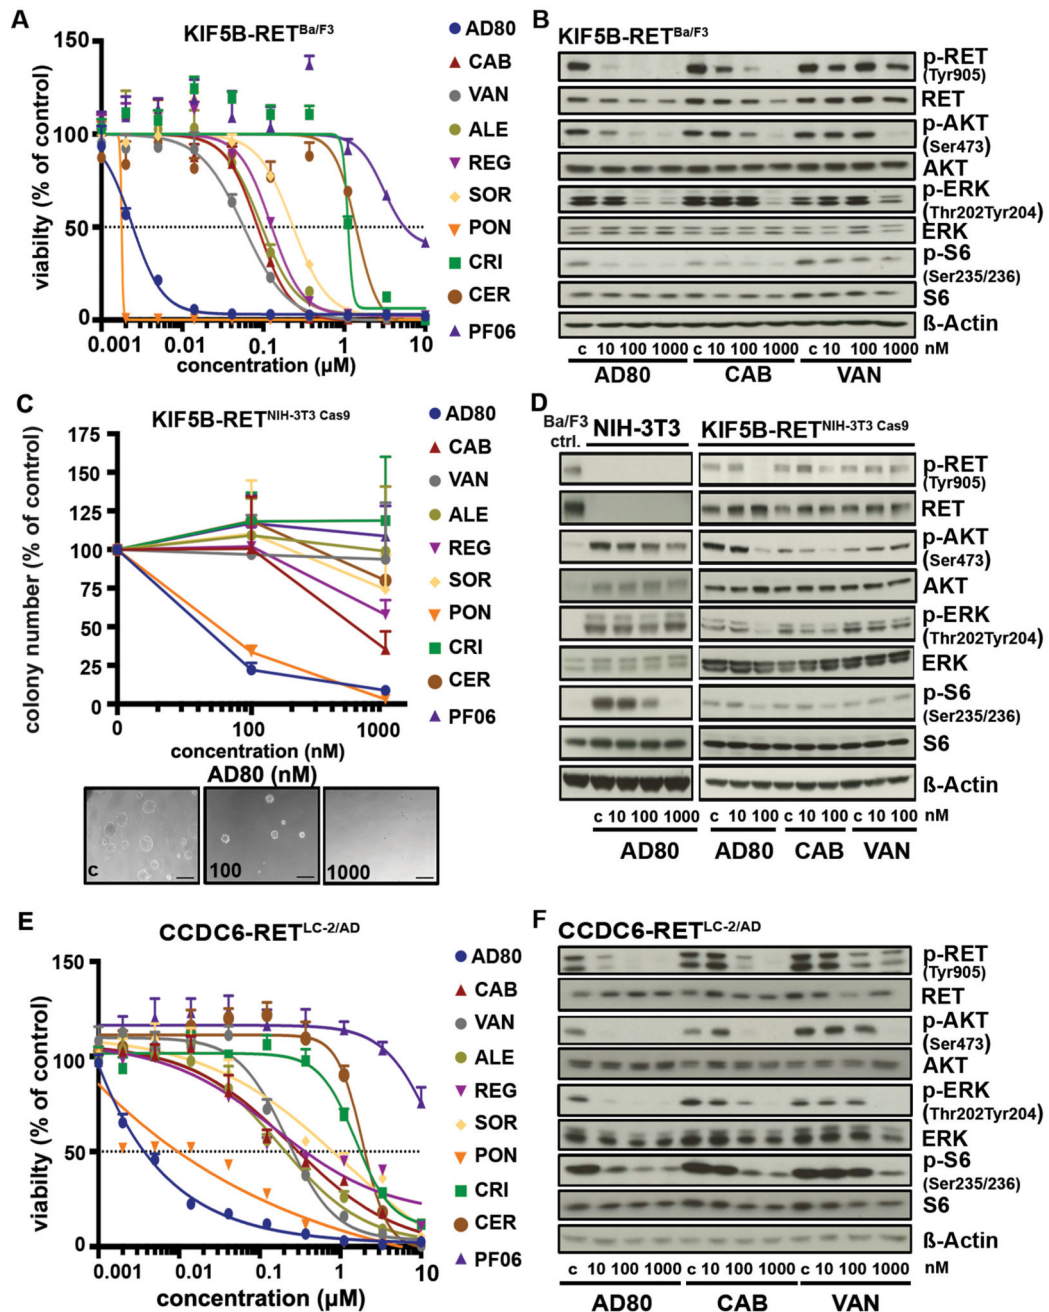 A
KIF5B-RETBa/F3
viabilty (% of control)
150
100
50
0
0.001 0.01 0.1 1 10
concentration (µM)
AD80
CAB
VAN
ALE
REG
SOR
PON
CRI
CER
PF06
B
KIF5B-RETBa/F3
p-RET
(Tyr905)
RET
p-AKT
(Ser473)
AKT
p-ERK
(Thr202Tyr204)
ERK
p-S6
(Ser235/236)
S6
ß-Actin
c 10 100 1000 c 10 100 1000 c 10 100 1000 nM
AD80 CAB VAN
C
KIF5B-RETNIH-3T3 Cas9
colony number (% of control)
175
150
125
100
75
50
25
0
0 100 1000
concentration (nM)
AD80
CAB
VAN
ALE
REG
SOR
PON
CRI
CER
PF06
AD80 (nM)
c 100 1000
D
Ba/F3
ctrl.
NIH-3T3
KIF5B-RETNIH-3T3 Cas9
p-RET
(Tyr905)
RET
p-AKT
(Ser473)
AKT
p-ERK
(Thr202Tyr204)
ERK
p-S6
(Ser235/236)
S6
ß-Actin
c 10 100 1000 c 10 100 c 10 100 c 10 100 nM
AD80 AD80 CAB VAN
E
CCDC6-RETLC-2/AD
viabilty (% of control)
150
100
50
0
0.001 0.01 0.1 1 10
concentration (µM)
AD80
CAB
VAN
ALE
REG
SOR
PON
CRI
CER
PF06
F
CCDC6-RETLC-2/AD
p-RET
(Tyr905)
RET
p-AKT
(Ser473)
AKT
p-ERK
(Thr202Tyr204)
ERK
p-S6
(Ser235/236)
S6
ß-Actin
c 10 100 1000 c 10 100 1000 c 10 100 1000 nM
AD80 CAB VAN